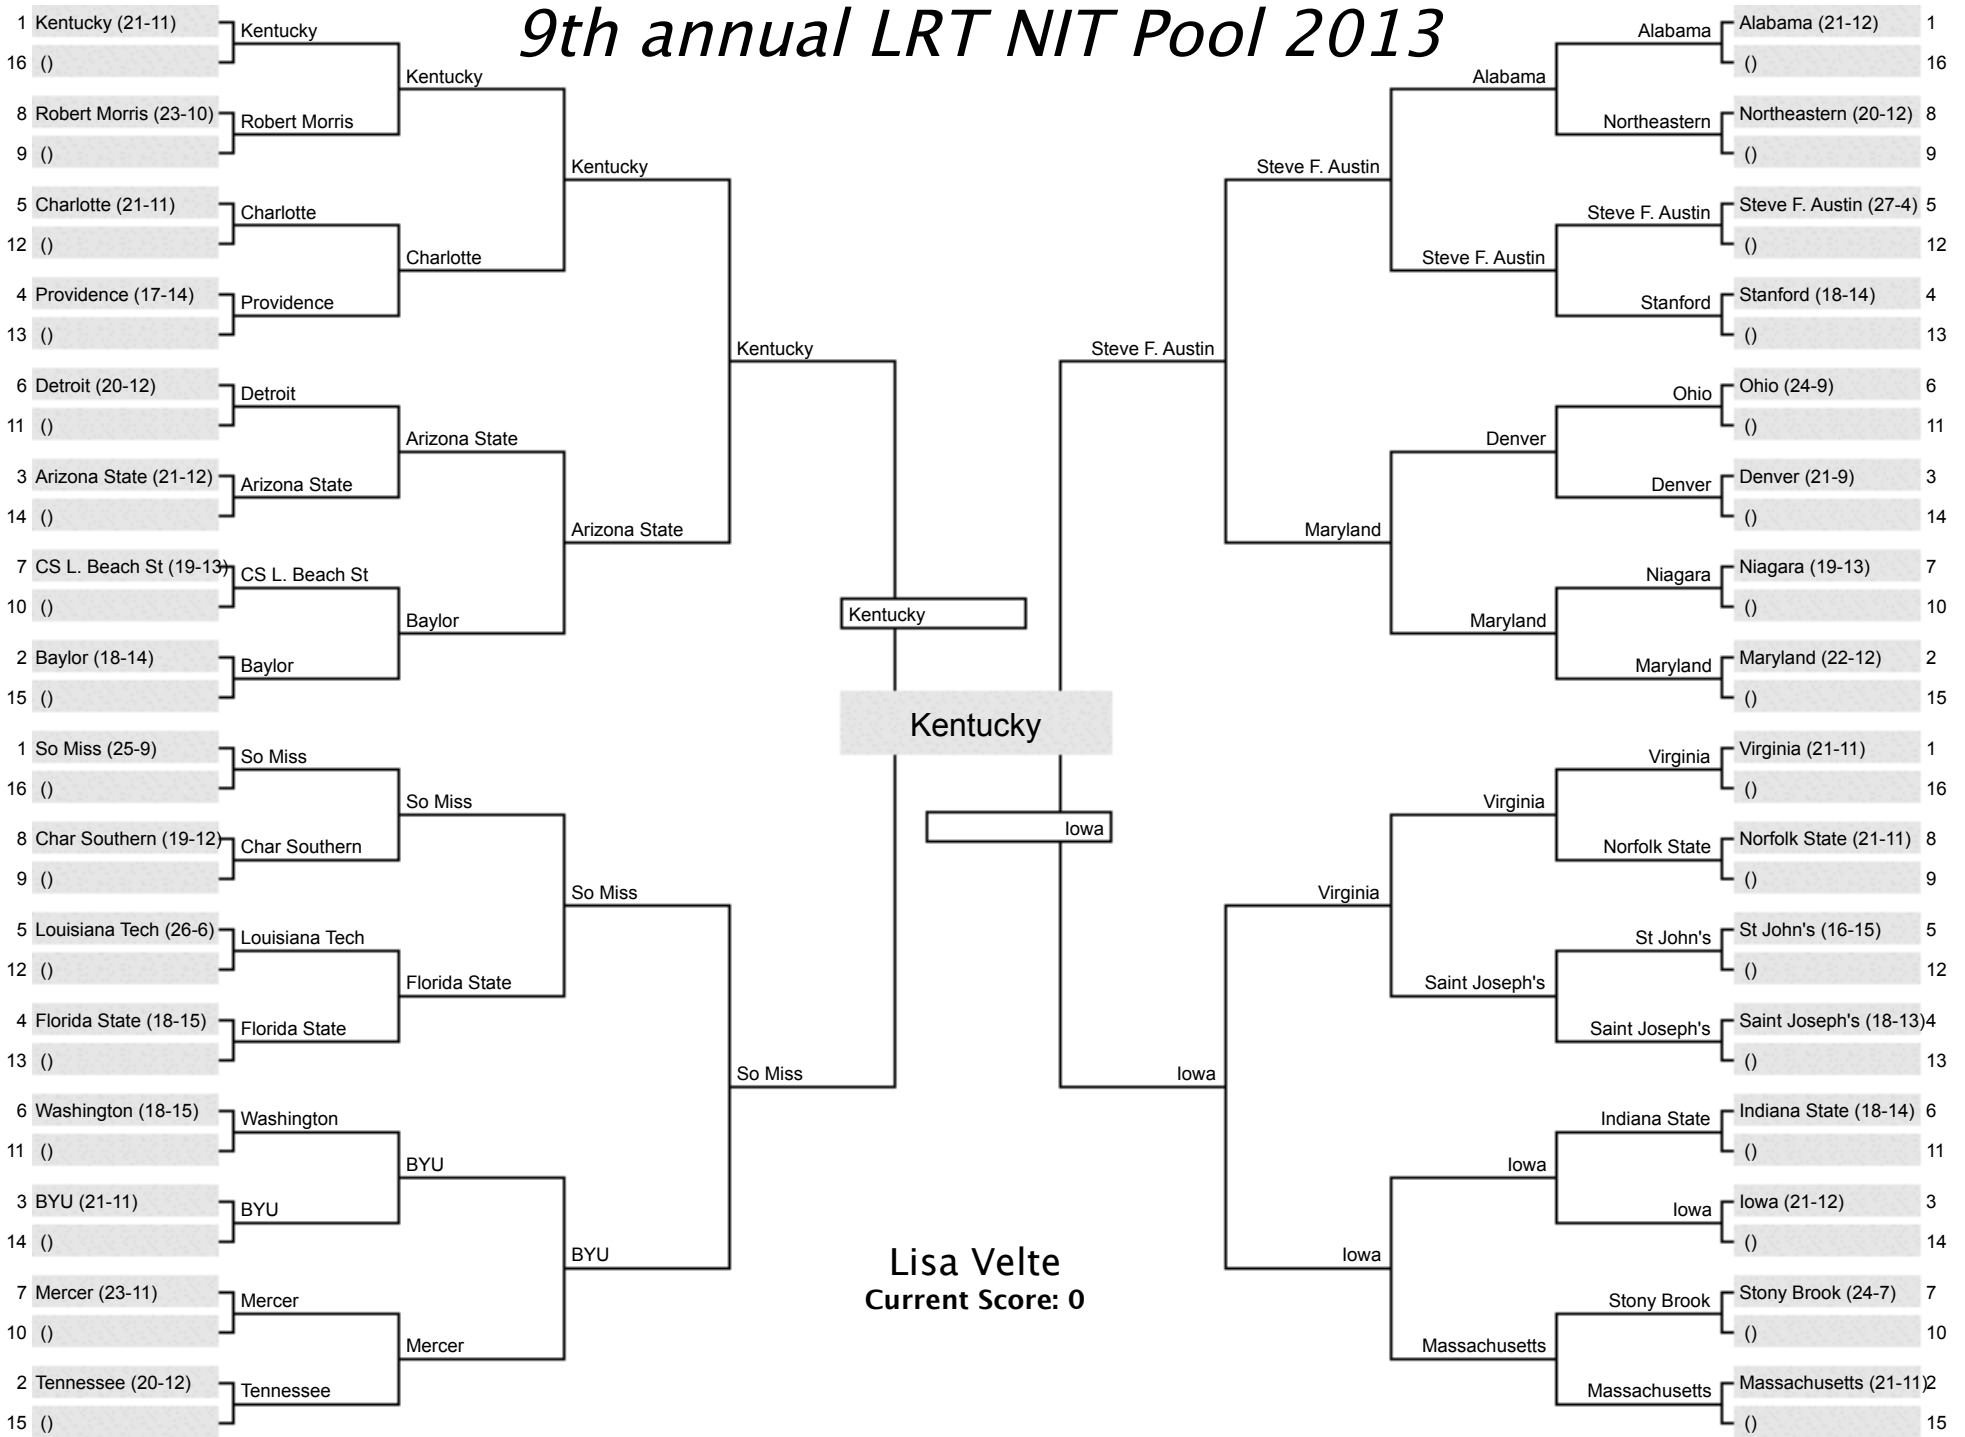 9th annual LRT NIT Pool 2013
1 Kentucky (21-11)
16 ()
8 Robert Morris (23-10)
9 ()
5 Charlotte (21-11)
12 ()
4 Providence (17-14)
13 ()
6 Detroit (20-12)
11 ()
3 Arizona State (21-12)
14 ()
7 CS L. Beach St (19-13)
10 ()
2 Baylor (18-14)
15 ()
1 So Miss (25-9)
16 ()
8 Char Southern (19-12)
9 ()
5 Louisiana Tech (26-6)
12 ()
4 Florida State (18-15)
13 ()
6 Washington (18-15)
11 ()
3 BYU (21-11)
14 ()
7 Mercer (23-11)
10 ()
2 Tennessee (20-12)
15 ()
Kentucky
Robert Morris
Charlotte
Providence
Detroit
Arizona State
CS L. Beach St
Baylor
So Miss
Char Southern
Louisiana Tech
Florida State
Washington
BYU
Mercer
Tennessee
Kentucky
Charlotte
Arizona State
Baylor
So Miss
Florida State
BYU
Mercer
Kentucky
Arizona State
So Miss
BYU
Kentucky
So Miss
Kentucky
Kentucky
Iowa
Lisa Velte
Current Score: 0
Steve F. Austin
Iowa
Steve F. Austin
Maryland
Virginia
Iowa
Alabama
Steve F. Austin
Denver
Maryland
Virginia
Saint Joseph's
Iowa
Massachusetts
Alabama
Northeastern
Steve F. Austin
Stanford
Ohio
Denver
Niagara
Maryland
Virginia
Norfolk State
St John's
Saint Joseph's
Indiana State
Iowa
Stony Brook
Massachusetts
Alabama (21-12) 1
() 16
Northeastern (20-12) 8
() 9
Steve F. Austin (27-4) 5
() 12
Stanford (18-14) 4
() 13
Ohio (24-9) 6
() 11
Denver (21-9) 3
() 14
Niagara (19-13) 7
() 10
Maryland (22-12) 2
() 15
Virginia (21-11) 1
() 16
Norfolk State (21-11) 8
() 9
St John's (16-15) 5
() 12
Saint Joseph's (18-13) 4
() 13
Indiana State (18-14) 6
() 11
Iowa (21-12) 3
() 14
Stony Brook (24-7) 7
() 10
Massachusetts (21-11) 2
() 15